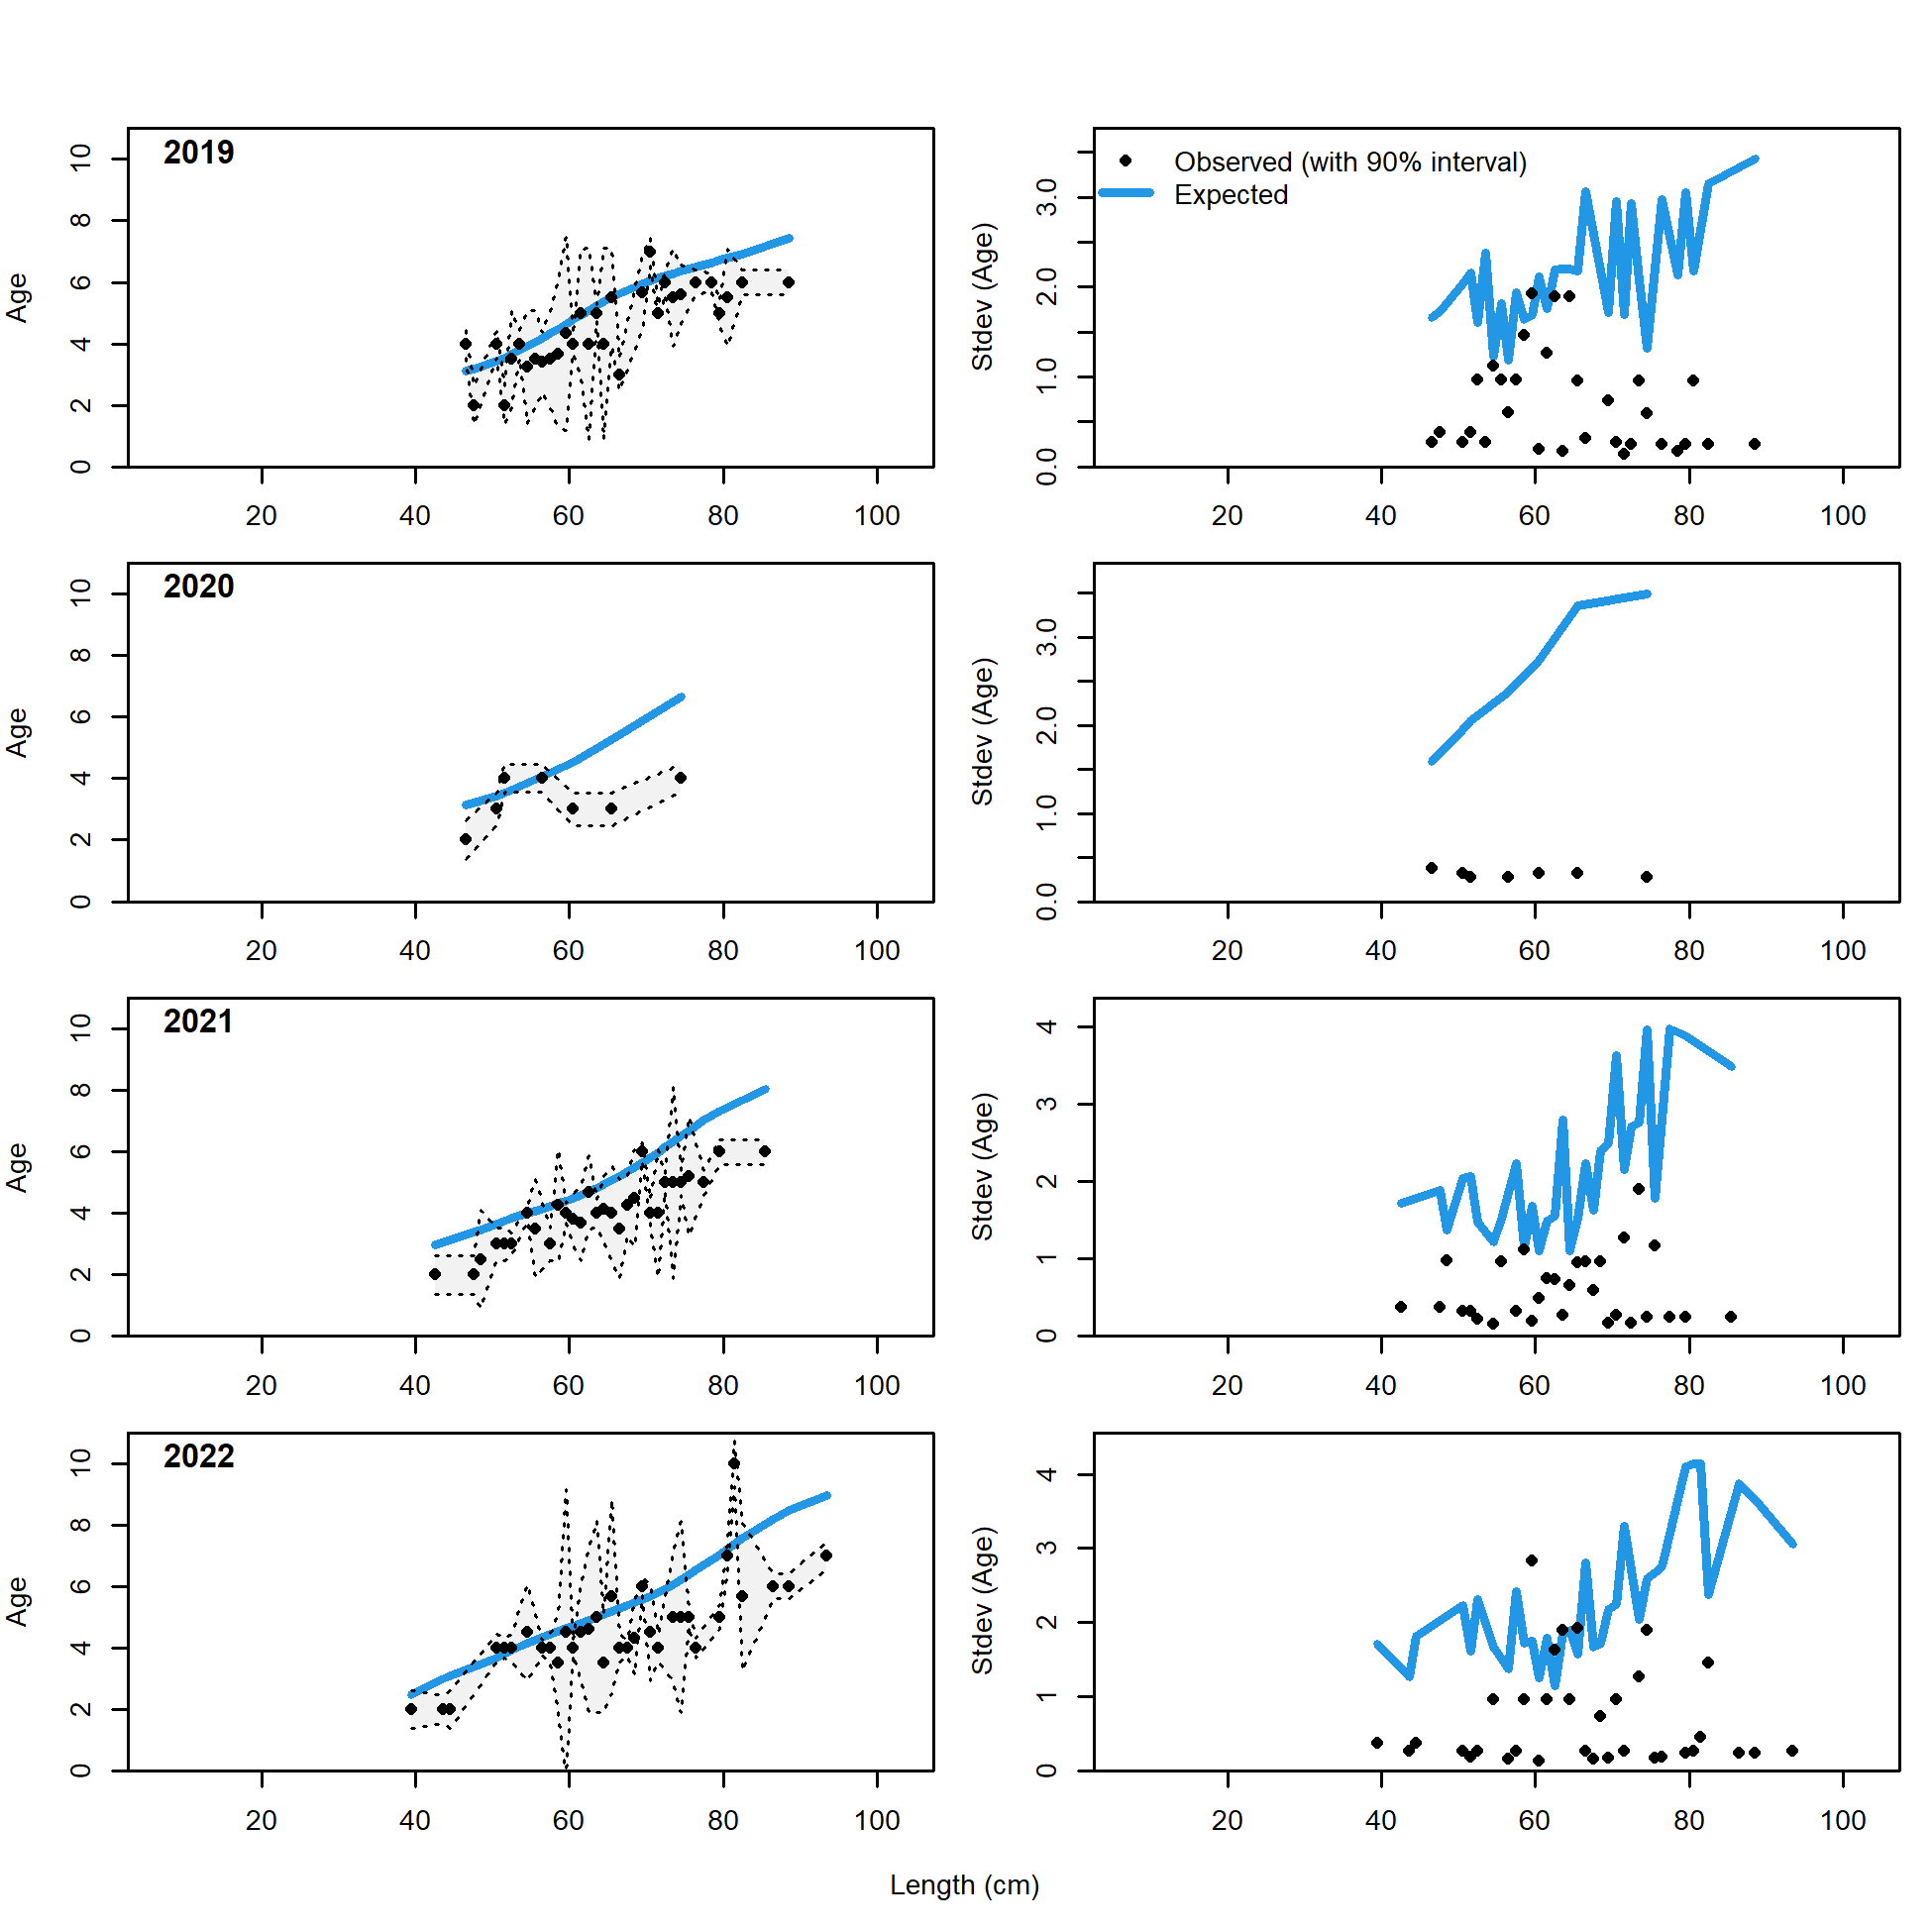 2019
Age
0 2 4 6 8 10
20 40 60 80 100
Observed (with 90% interval)
Expected
Stdev (Age)
0.0 1.0 2.0 3.0
20 40 60 80 100
2020
Age
0 2 4 6 8 10
20 40 60 80 100
Stdev (Age)
0.0 1.0 2.0 3.0
20 40 60 80 100
2021
Age
0 2 4 6 8 10
20 40 60 80 100
Stdev (Age)
0 1 2 3 4
20 40 60 80 100
2022
Age
0 2 4 6 8 10
20 40 60 80 100
Stdev (Age)
0 1 2 3 4
20 40 60 80 100
Length (cm)